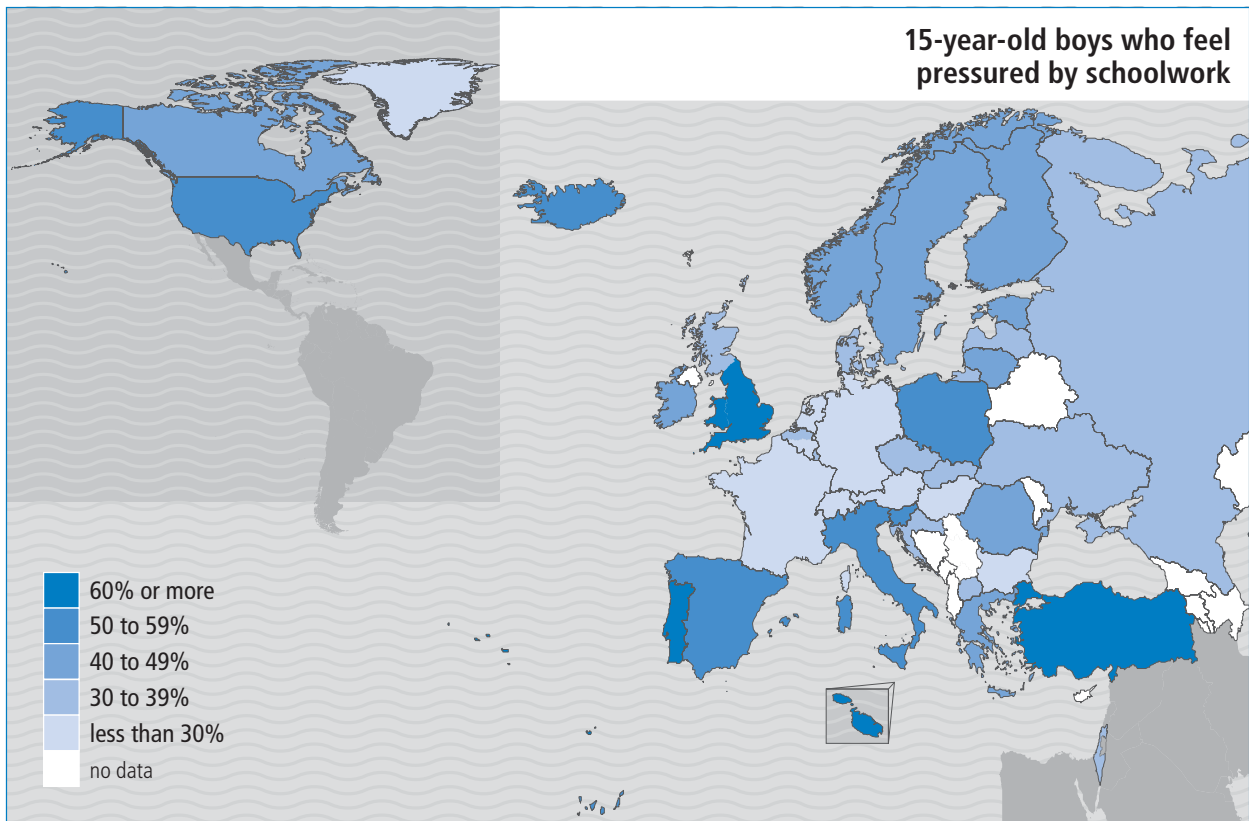 15-year-old boys who feel
pressured by schoolwork
60% or more
50 to 59%
40 to 49%
30 to 39%
less than 30%
no data